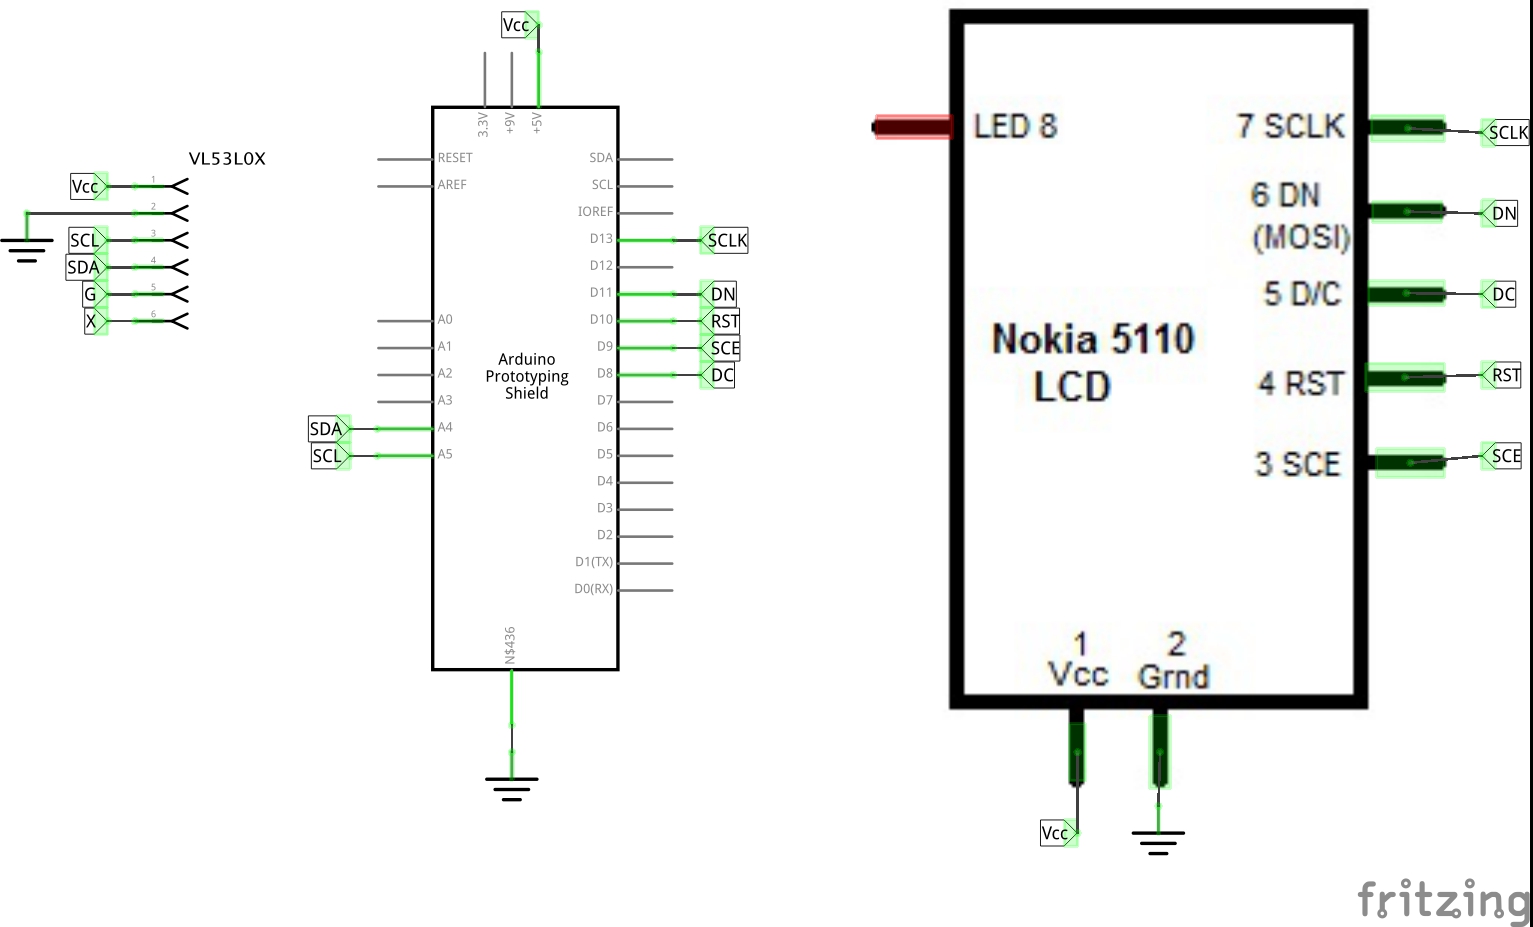 VL53L0X
Vcc
1
2
SCL
3
SDA
4
G
5
X
6
Vcc
3.3V
+9V
+5V
RESET
AREF
A0
A1
A2
A3
SDA
A4
SCL
A5
Arduino
Prototyping
Shield
SDA
SCL
IOREF
D13
SCLK
D12
D11
DN
D10
RST
D9
SCE
D8
DC
D7
D6
D5
D4
D3
D2
D1(TX)
D0(RX)
N$436
LED 8
7 SCLK
SCLK
6 DN
(MOSI)
DN
5 D/C
DC
Nokia 5110
LCD
4 RST
RST
3 SCE
SCE
1
Vcc
2
Grnd
Vcc
fritzing